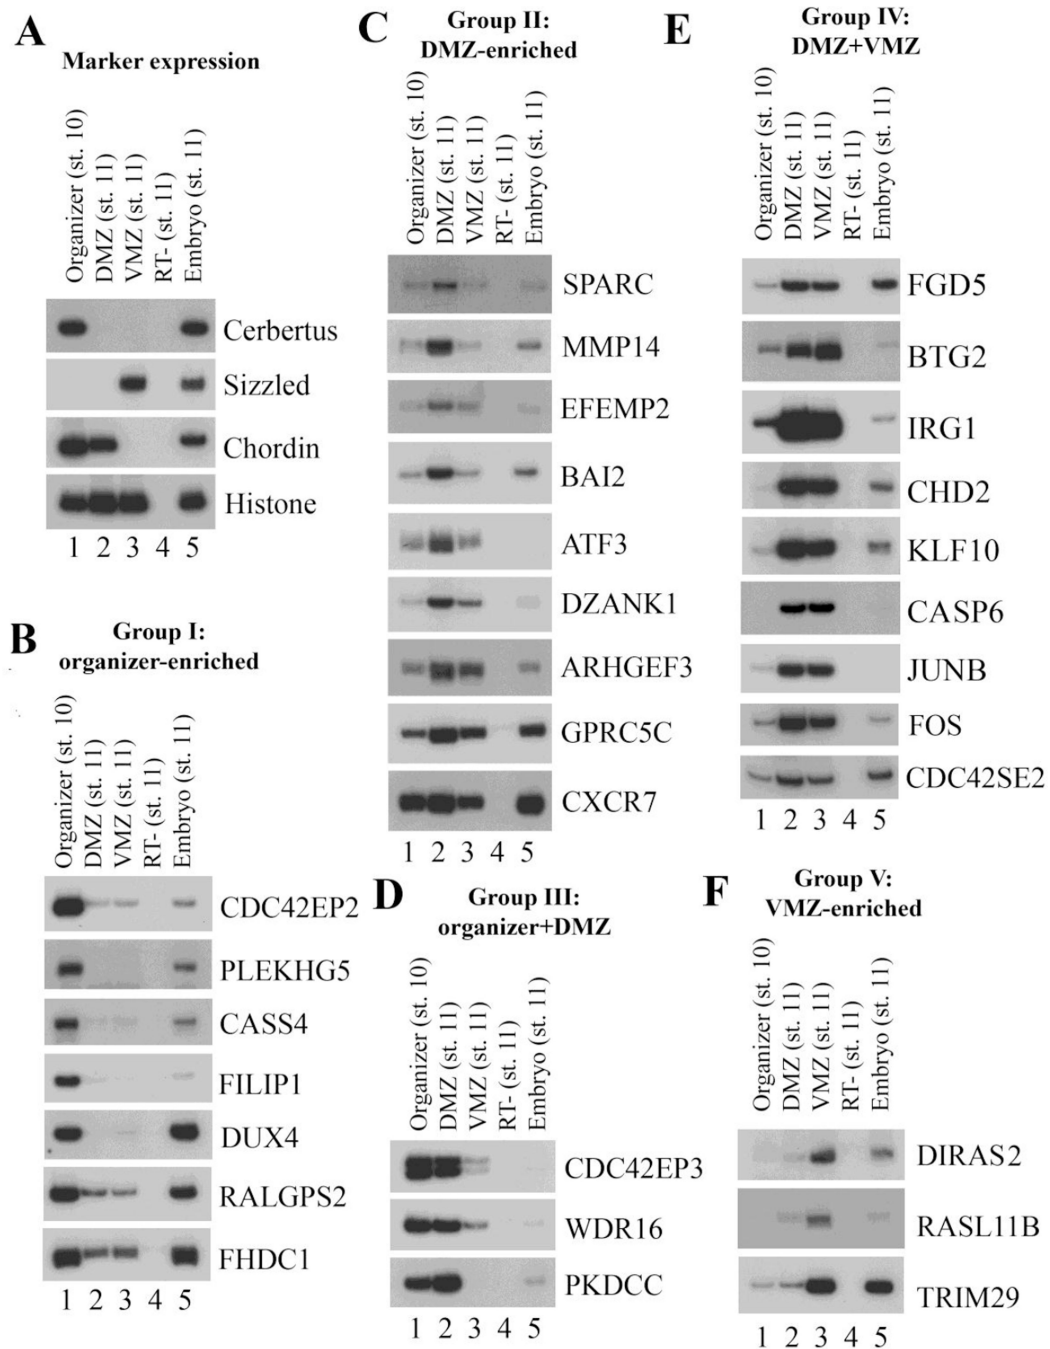 A
Marker expression
Organizer (st. 10)
DMZ (st. 11)
VMZ (st. 11)
RT- (st. 11)
Embryo (st. 11)
Cerbertus
Sizzled
Chordin
Histone
1 2 3 4 5
B
Group I:
organizer-enriched
Organizer (st. 10)
DMZ (st. 11)
VMZ (st. 11)
RT- (st. 11)
Embryo (st. 11)
CDC42EP2
PLEKHG5
CASS4
FILIP1
DUX4
RALGPS2
FHDC1
1 2 3 4 5
C
Group II:
DMZ-enriched
Organizer (st. 10)
DMZ (st. 11)
VMZ (st. 11)
RT- (st. 11)
Embryo (st. 11)
SPARC
MMP14
EFEMP2
BAI2
ATF3
DZANK1
ARHGEF3
GPRC5C
CXCR7
1 2 3 4 5
D
Group III:
organizer+DMZ
Organizer (st. 10)
DMZ (st. 11)
VMZ (st. 11)
RT- (st. 11)
Embryo (st. 11)
CDC42EP3
WDR16
PKDCC
1 2 3 4 5
E
Group IV:
DMZ+VMZ
Organizer (st. 10)
DMZ (st. 11)
VMZ (st. 11)
RT- (st. 11)
Embryo (st. 11)
FGD5
BTG2
IRG1
CHD2
KLF10
CASP6
JUNB
FOS
CDC42SE2
1 2 3 4 5
F
Group V:
VMZ-enriched
Organizer (st. 10)
DMZ (st. 11)
VMZ (st. 11)
RT- (st. 11)
Embryo (st. 11)
DIRAS2
RASL11B
TRIM29
1 2 3 4 5